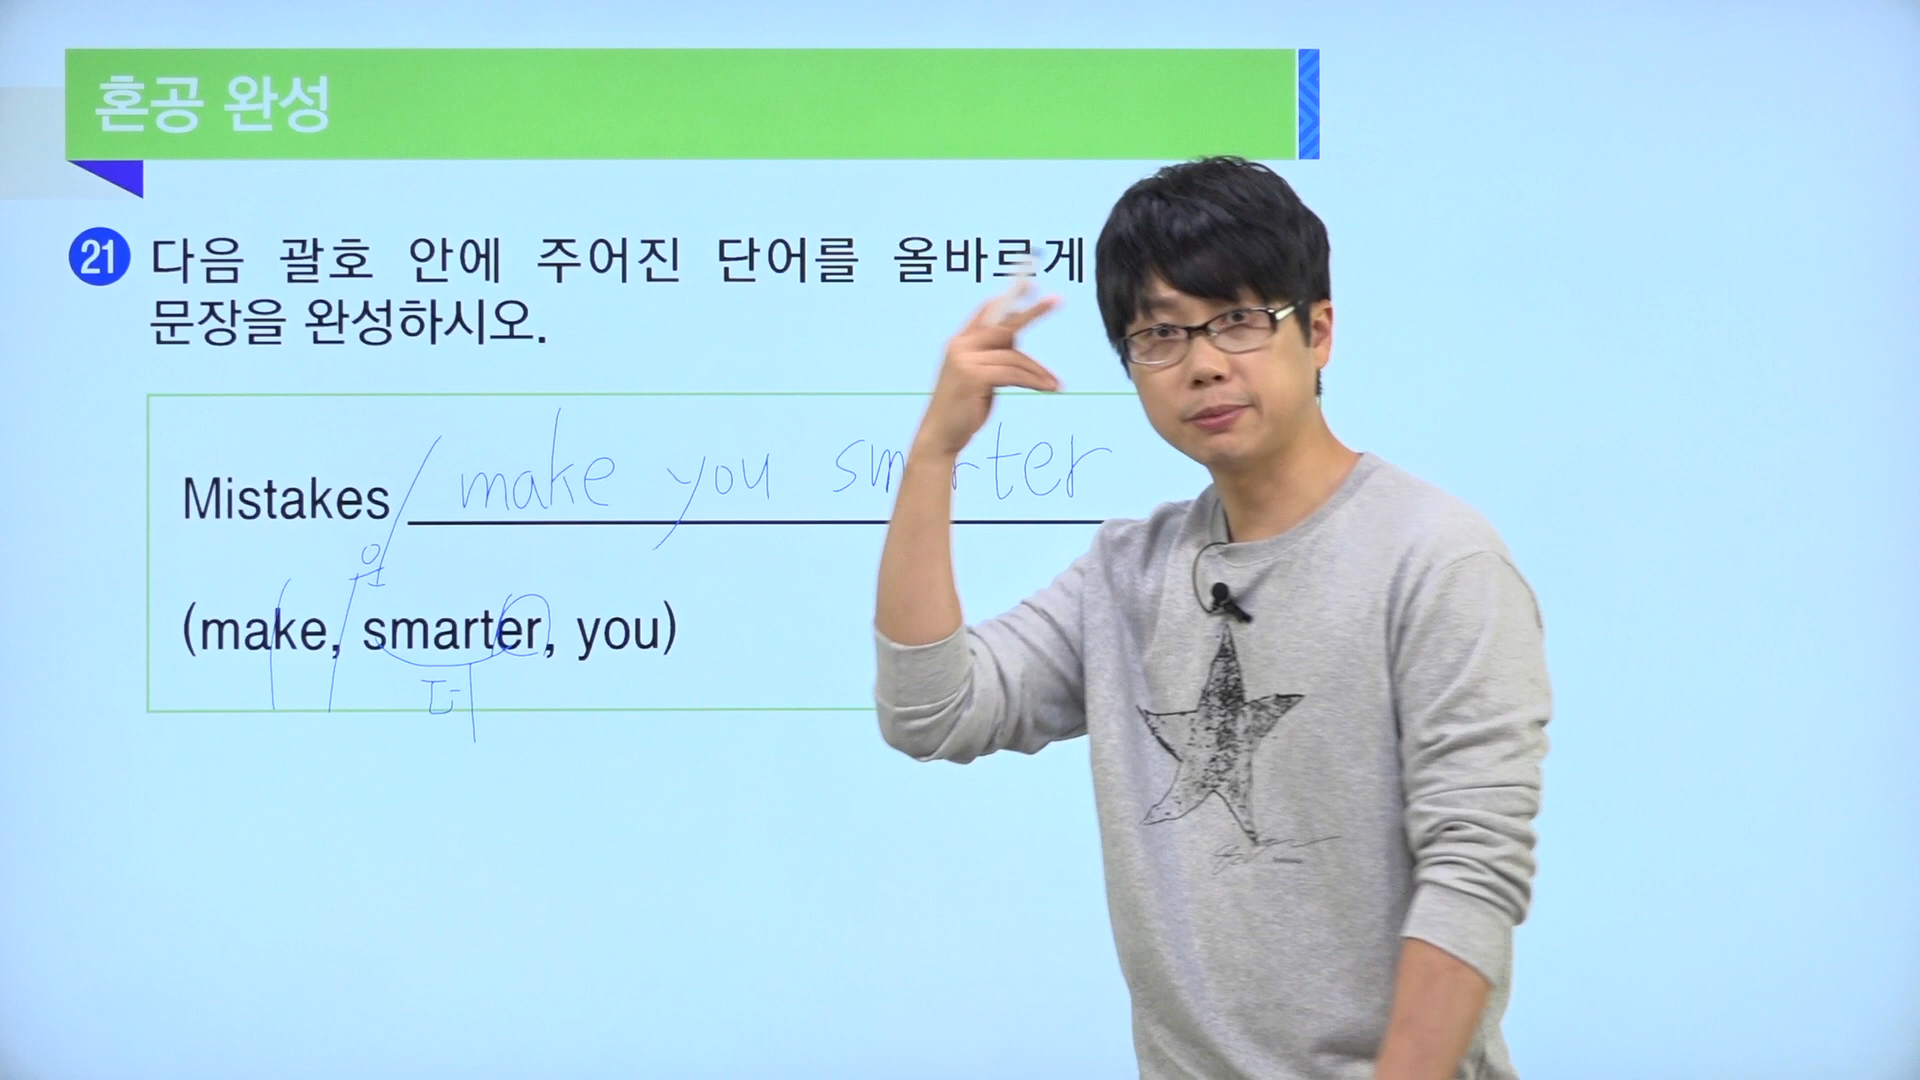 혼공 완성
21 다음 괄호 안에 주어진 단어를 올바르게
문장을 완성하시오.
Mistakes make you smarter
(make, smarter, you)
더